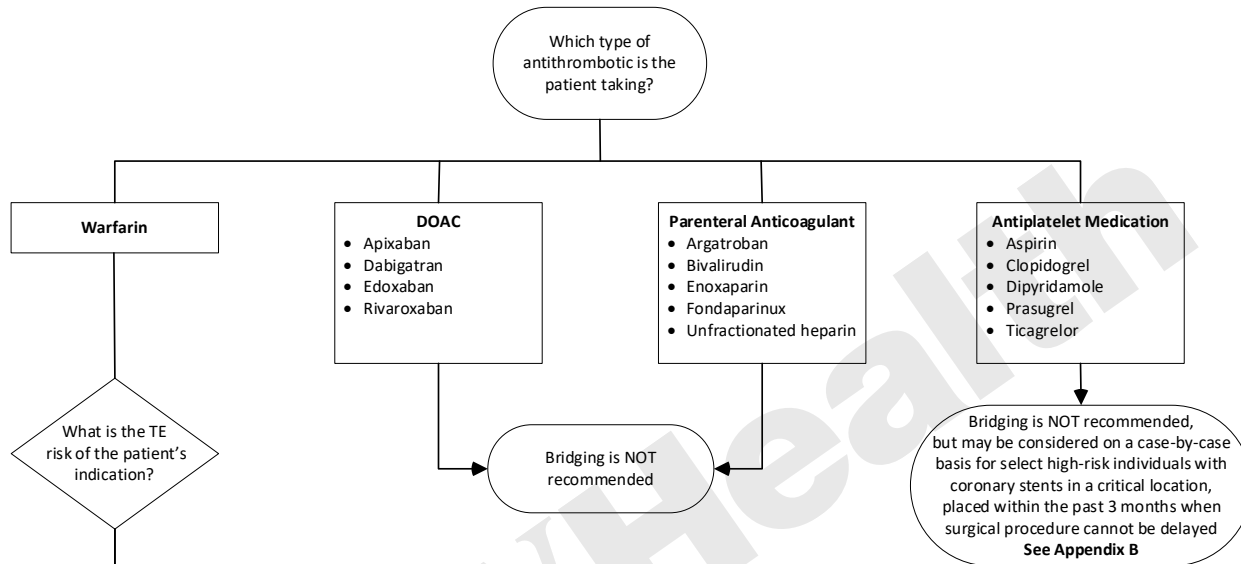 Which type of
antithrombotic is the
patient taking?
Warfarin
DOAC
• Apixaban
• Dabigatran
• Edoxaban
• Rivaroxaban
Parenteral Anticoagulant
• Argatroban
• Bivalirudin
• Enoxaparin
• Fondaparinux
• Unfractionated heparin
Antiplatelet Medication
• Aspirin
• Clopidogrel
• Dipyridamole
• Prasugrel
• Ticagrelor
What is the TE
risk of the patient's
indication?
Bridging is NOT
recommended
Bridging is NOT recommended,
but may be considered on a case-by-case
basis for select high-risk individuals with
coronary stents in a critical location,
placed within the past 3 months when
surgical procedure cannot be delayed
See Appendix B
Health